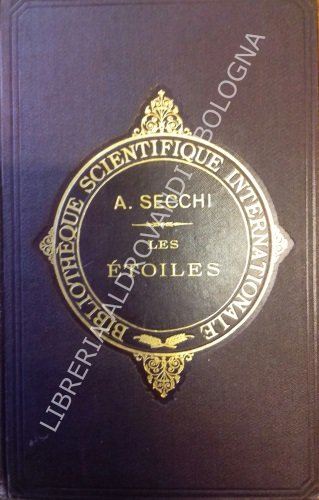 BIBLIOTHÈQUE SCIENTIFIQUE INTERNATIONALE
A. SECCHI
LES
ÉTOILES
LIBRERIA ALDROVANDI BOLOGNA